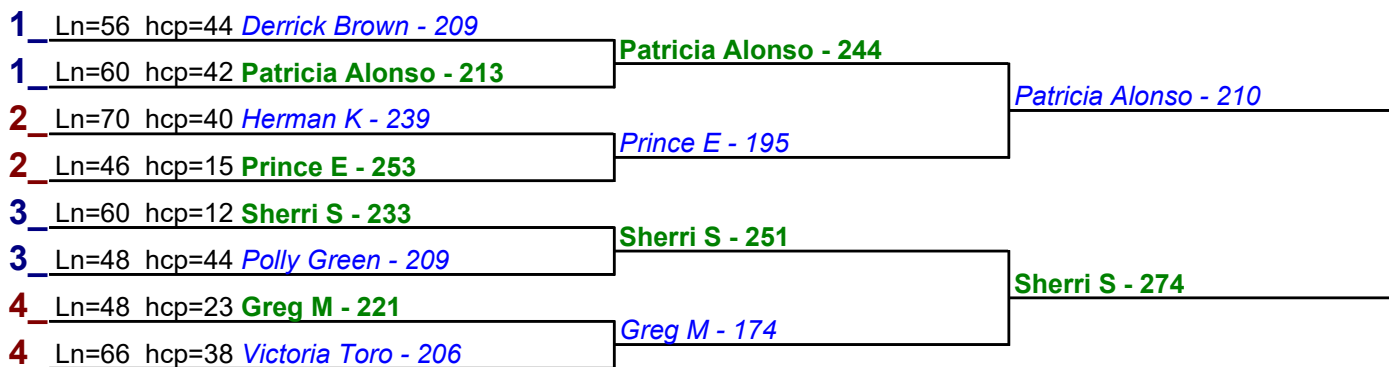 1_ Ln=56 hcp=44 Derrick Brown - 209
Patricia Alonso - 244
1_ Ln=60 hcp=42 Patricia Alonso - 213
Patricia Alonso - 210
2_ Ln=70 hcp=40 Herman K - 239
Prince E - 195
2_ Ln=46 hcp=15 Prince E - 253
3_ Ln=60 hcp=12 Sherri S - 233
Sherri S - 251
3_ Ln=48 hcp=44 Polly Green - 209
Sherri S - 274
4_ Ln=48 hcp=23 Greg M - 221
Greg M - 174
4 Ln=66 hcp=38 Victoria Toro - 206